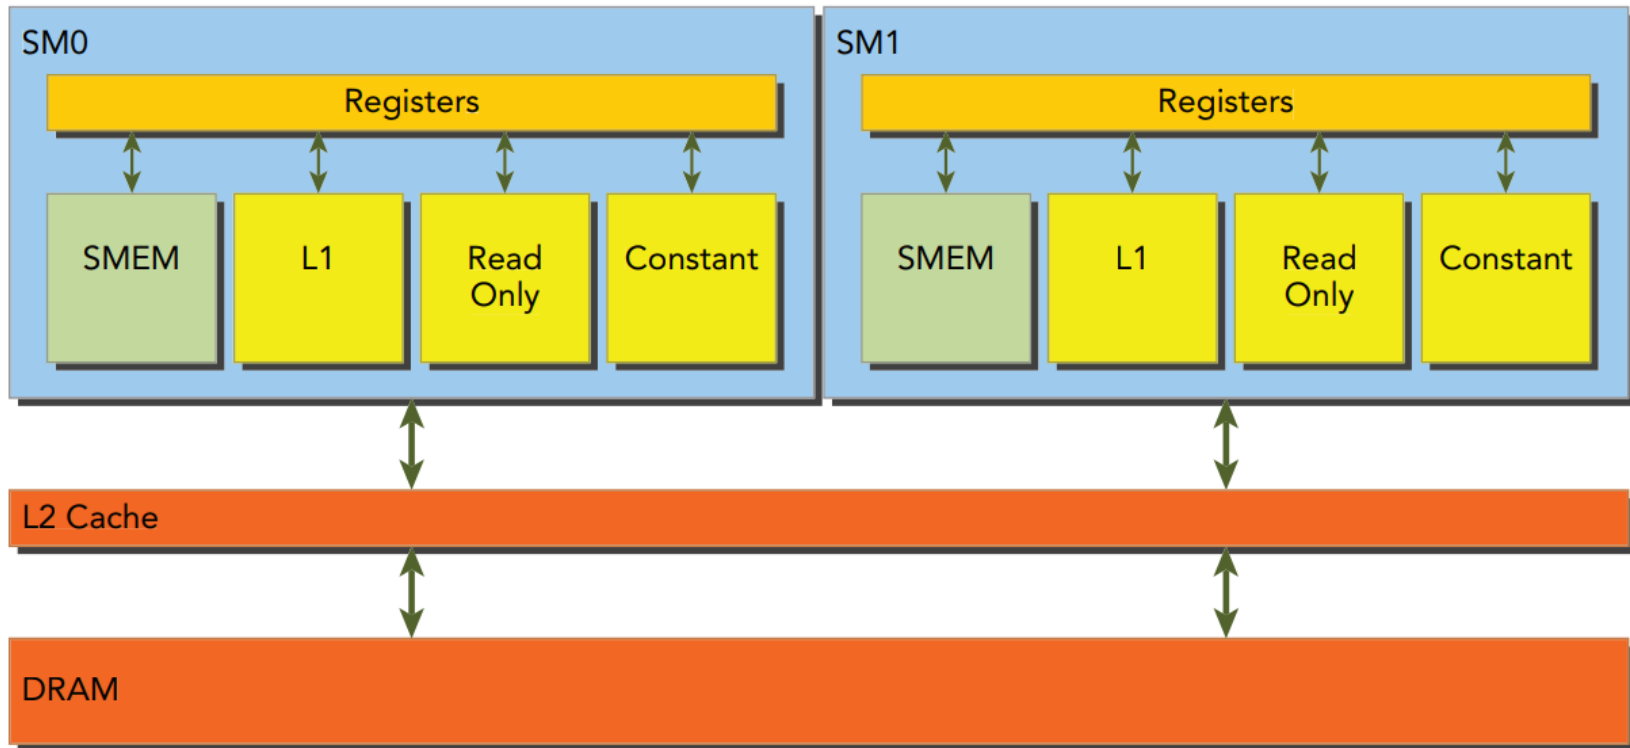 SM0
Registers
SMEM
L1
Read
Only
Constant
SM1
Registers
SMEM
L1
Read
Only
Constant
L2 Cache
DRAM